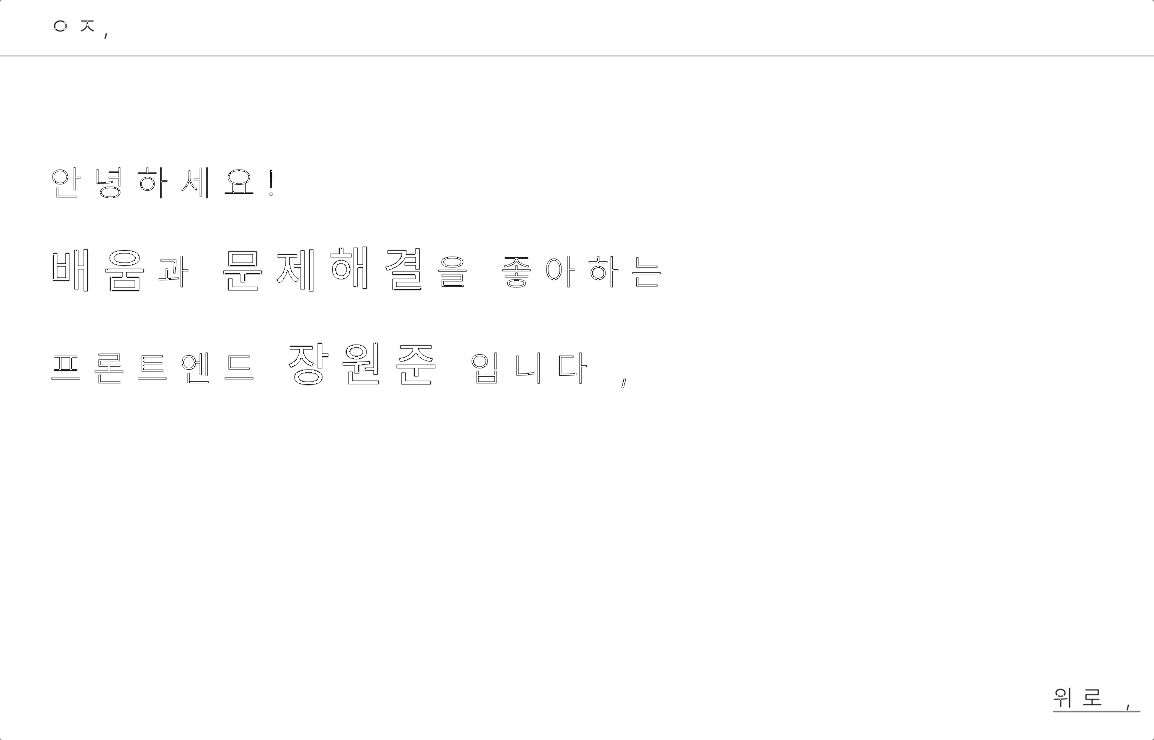 ㅇㅈ,
안녕하세요!
배움과 문제해결을 좋아하는
프론트엔드 장원준 입니다 ,
위로 ,